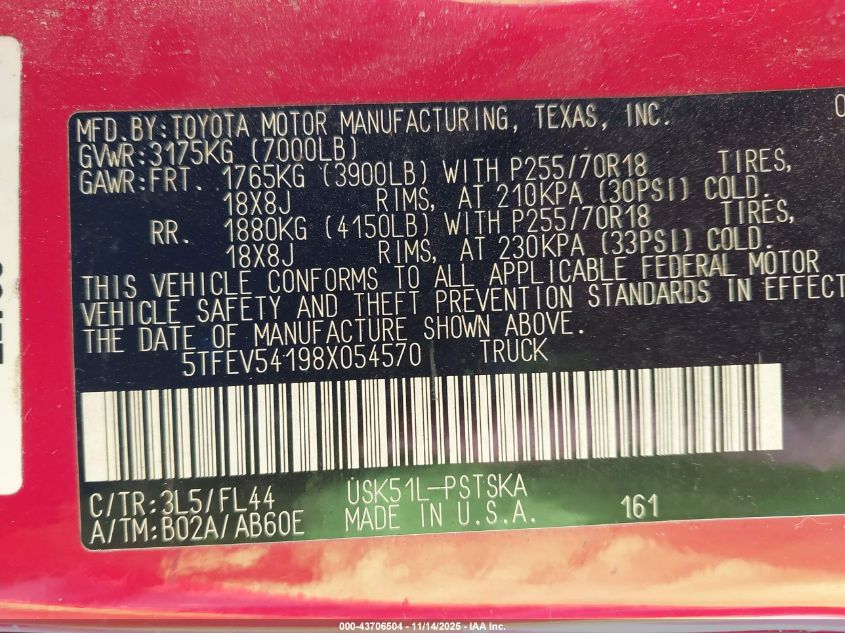 MFD.BY:TOYOTA MOTOR MANUFACTURING, TEXAS, INC.
GVWR:3175KG (7000LB)
GAWR:FRT. 1765KG (3900LB) WITH P255/70R18 TIRES,
18X8J RIMS, AT 210KPA (30PSI) COLD.
RR. 1880KG (4150LB) WITH P255/70R18 TIRES,
18X8J RIMS, AT 230KPA (33PSI) COLD.
THIS VEHICLE CONFORMS TO ALL APPLICABLE FEDERAL MOTOR
VEHICLE SAFETY AND THEFT PREVENTION STANDARDS IN EFFECT
THE DATE OF MANUFACTURE SHOWN ABOVE.
5TFEV54198X054570 TRUCK
C/TR:3L5/FL44 USK51L-PSTSKA
A/TM:B02A/AB60E MADE IN U.S.A. 161
000-43706504 - 11/14/2025 - IAA Inc.